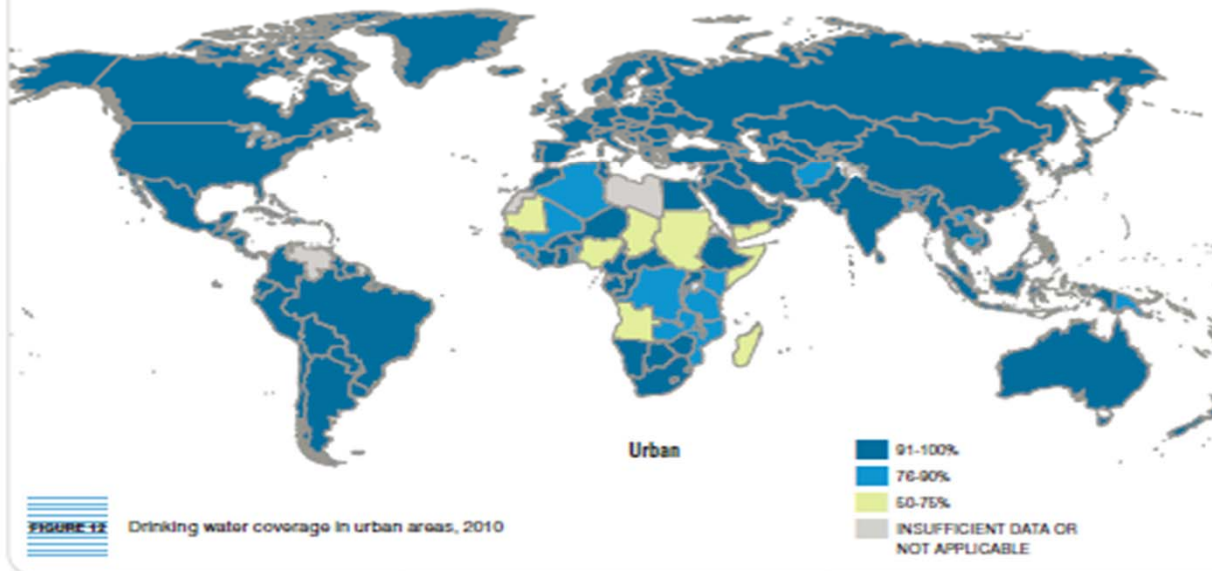 Urban
91-100%
76-90%
50-75%
INSUFFICIENT DATA OR
NOT APPLICABLE
FIGURE 12
Drinking water coverage in urban areas, 2010